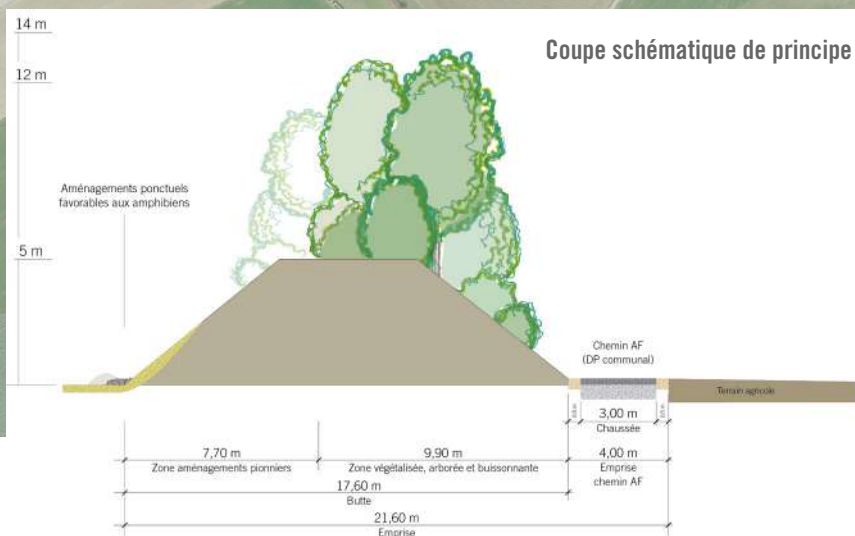 14 m
Coupe schématique de principe
12 m
Aménagements ponctuels
favorables aux amphibiens
5 m
Chemin AF
(DP communal)
Terrain agricole
3,00 m
Chaussée
7,70 m
9,90 m
4,00 m
Zone aménagements pionniers
Zone végétalisée, arborée et buissonnante
Emprise
chemin AF
17,60 m
Butte
21,60 m
Emprise